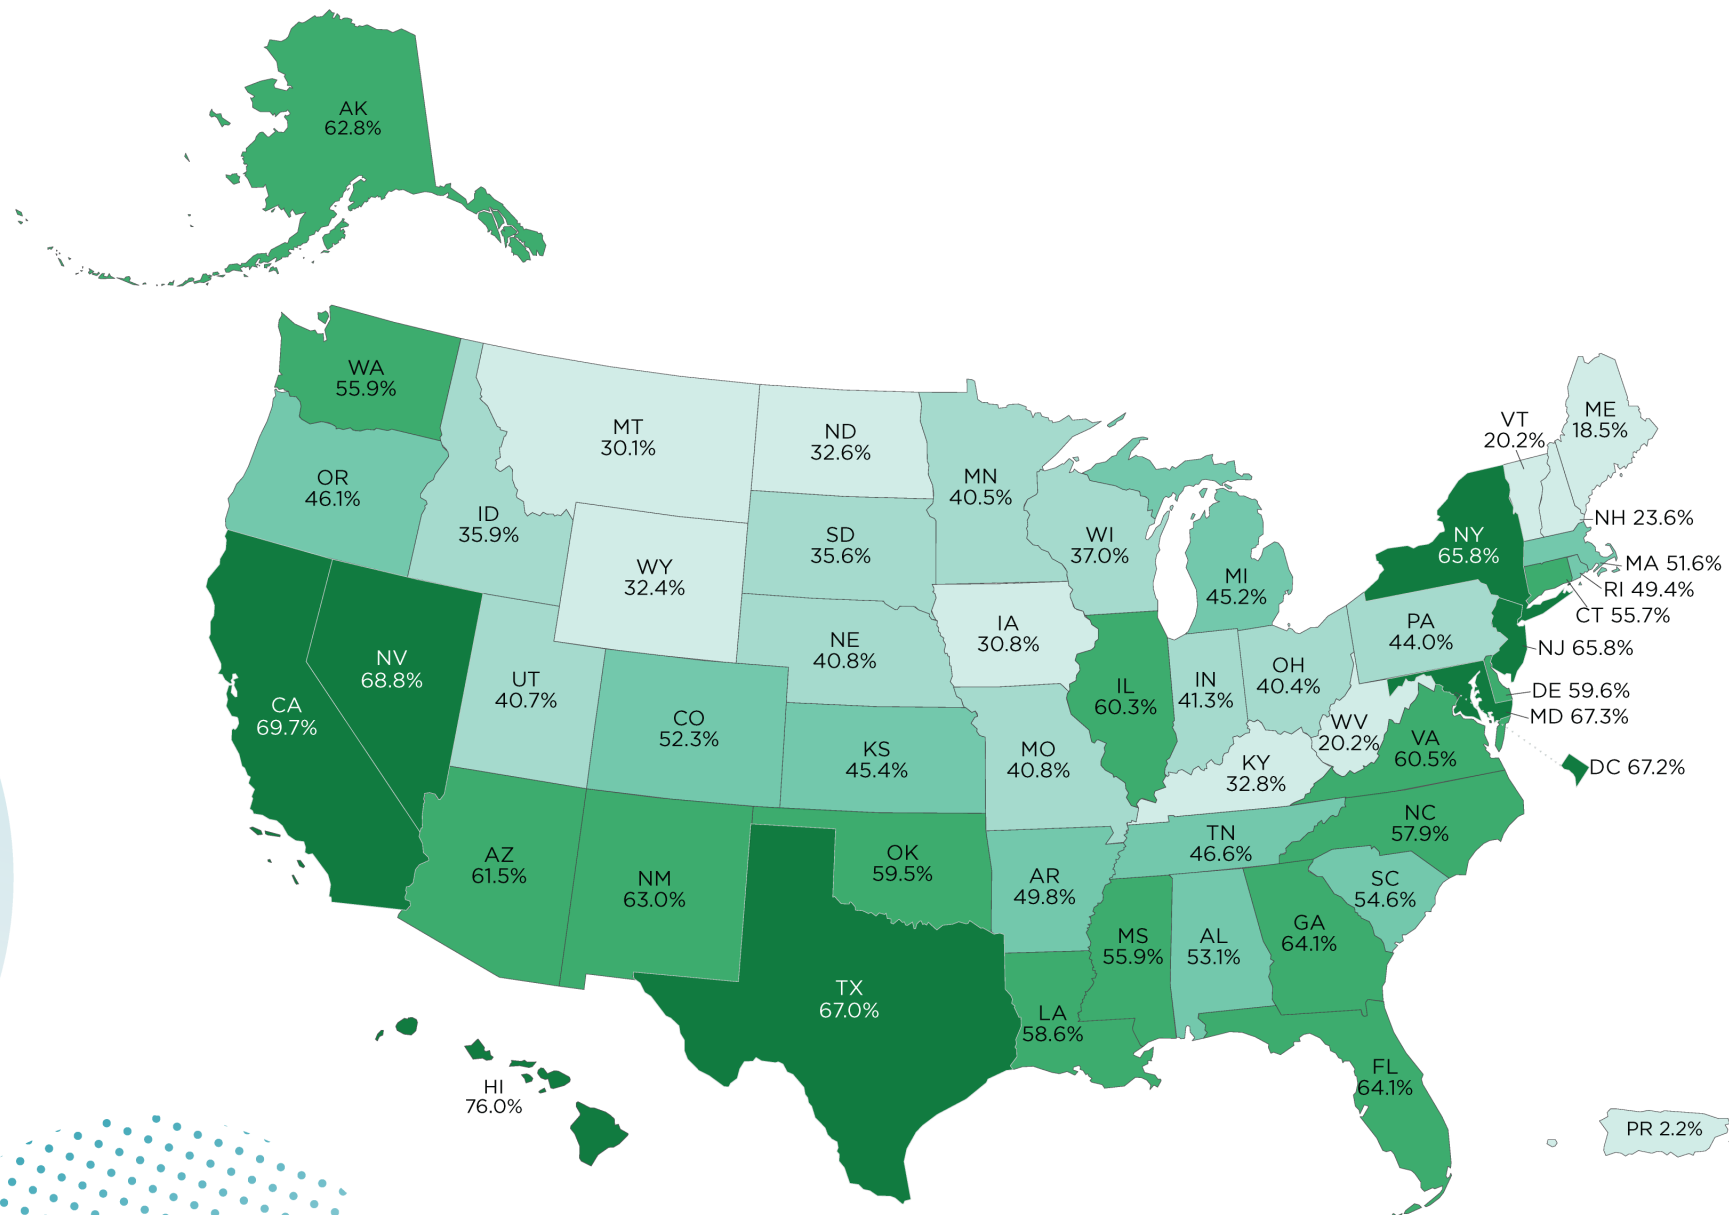 AK
62.8%
WA
55.9%
MT
30.1%
ND
32.6%
MN
40.5%
VT
20.2%
ME
18.5%
OR
46.1%
ID
35.9%
WY
32.4%
SD
35.6%
WI
37.0%
MI
45.2%
NY
65.8%
NH 23.6%
MA 51.6%
RI 49.4%
CT 55.7%
NV
68.8%
CA
69.7%
UT
40.7%
CO
52.3%
NE
40.8%
KS
45.4%
IA
30.8%
MO
40.8%
IL
60.3%
IN
41.3%
OH
40.4%
PA
44.0%
NJ 65.8%
DE 59.6%
MD 67.3%
DC 67.2%
WV
20.2%
VA
60.5%
KY
32.8%
NC
57.9%
TN
46.6%
AZ
61.5%
NM
63.0%
OK
59.5%
AR
49.8%
SC
54.6%
MS
55.9%
AL
53.1%
GA
64.1%
TX
67.0%
LA
58.6%
FL
64.1%
HI
76.0%
PR 2.2%